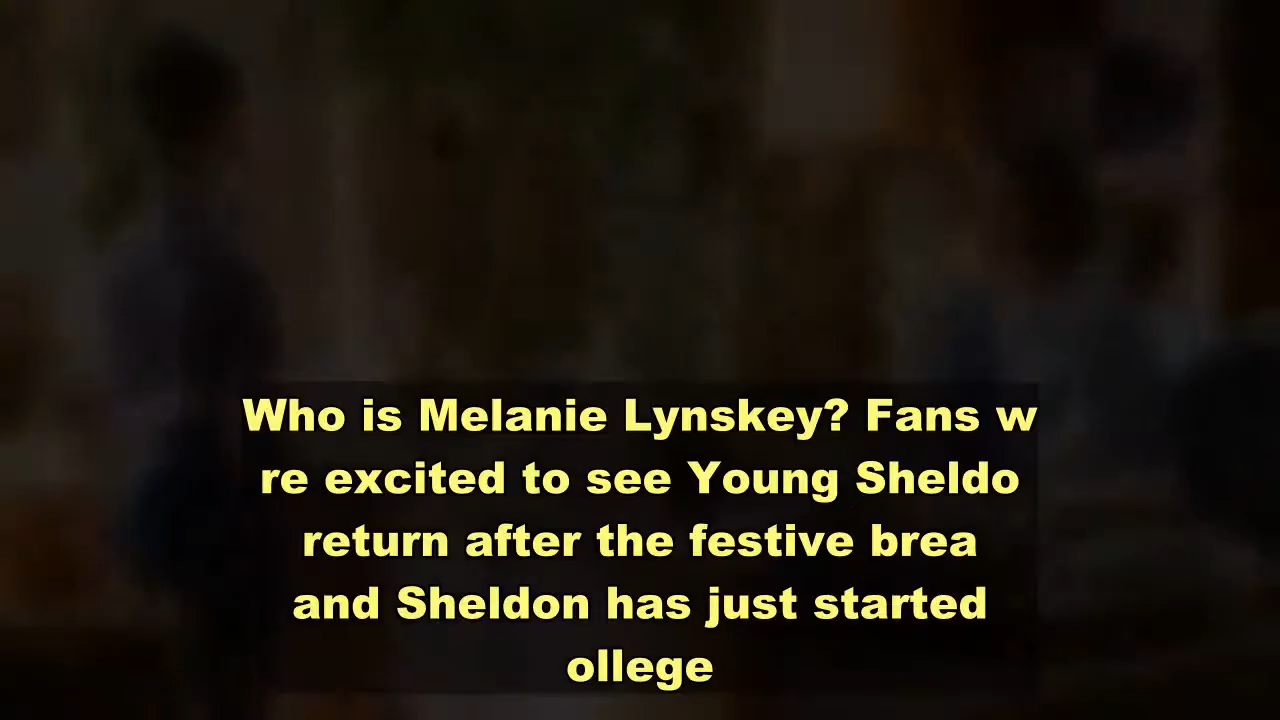 Who is Melanie Lynskey? Fans w
re excited to see Young Sheldo
return after the festive brea
and Sheldon has just started
ollege